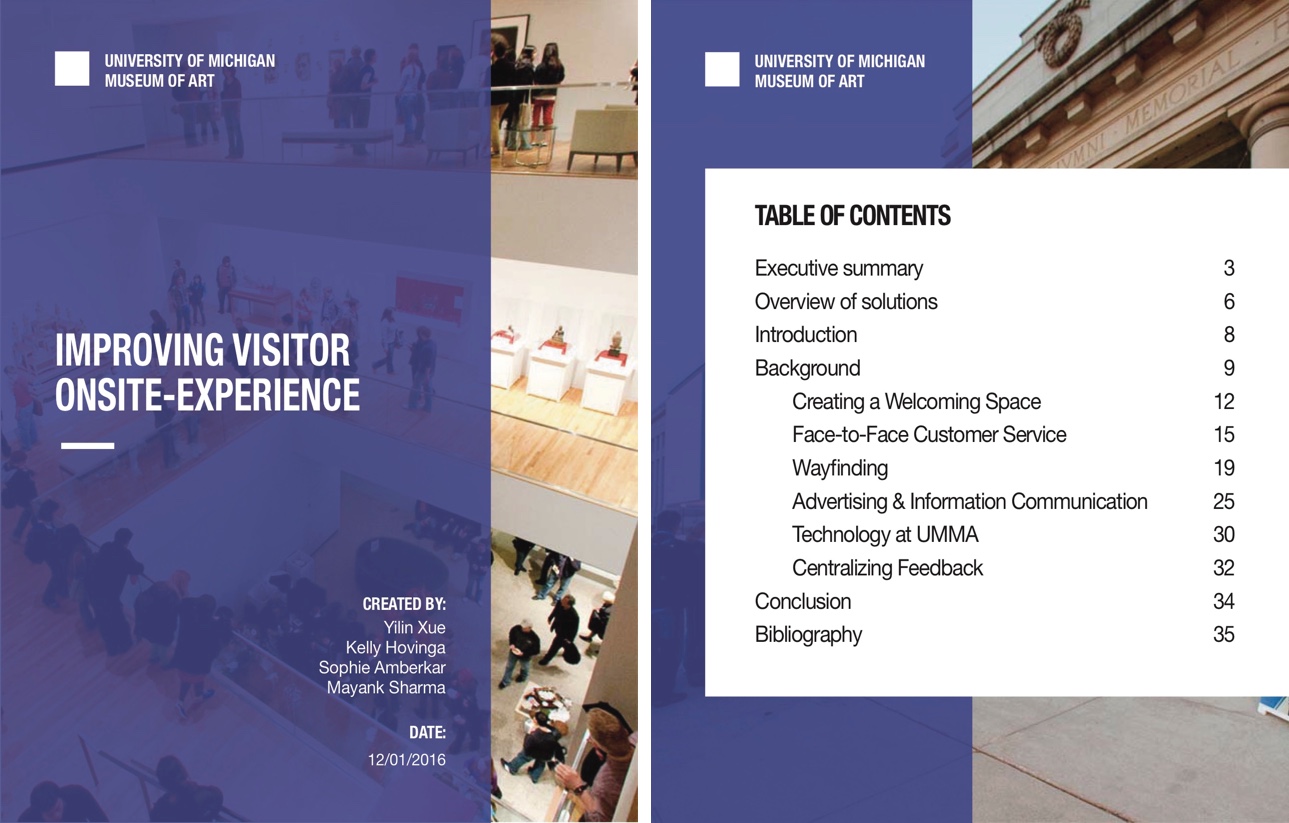 UNIVERSITY OF MICHIGAN
MUSEUM OF ART
IMPROVING VISITOR
ONSITE-EXPERIENCE
CREATED BY:
Yilin Xue
Kelly Hovinga
Sophie Amberkar
Mayank Sharma
DATE:
12/01/2016
UNIVERSITY OF MICHIGAN
MUSEUM OF ART
MEMORIAL
TABLE OF CONTENTS
Executive summary 3
Overview of solutions 6
Introduction 8
Background 9
Creating a Welcoming Space 12
Face-to-Face Customer Service 15
Wayfinding 19
Advertising & Information Communication 25
Technology at UMMA 30
Centralizing Feedback 32
Conclusion 34
Bibliography 35